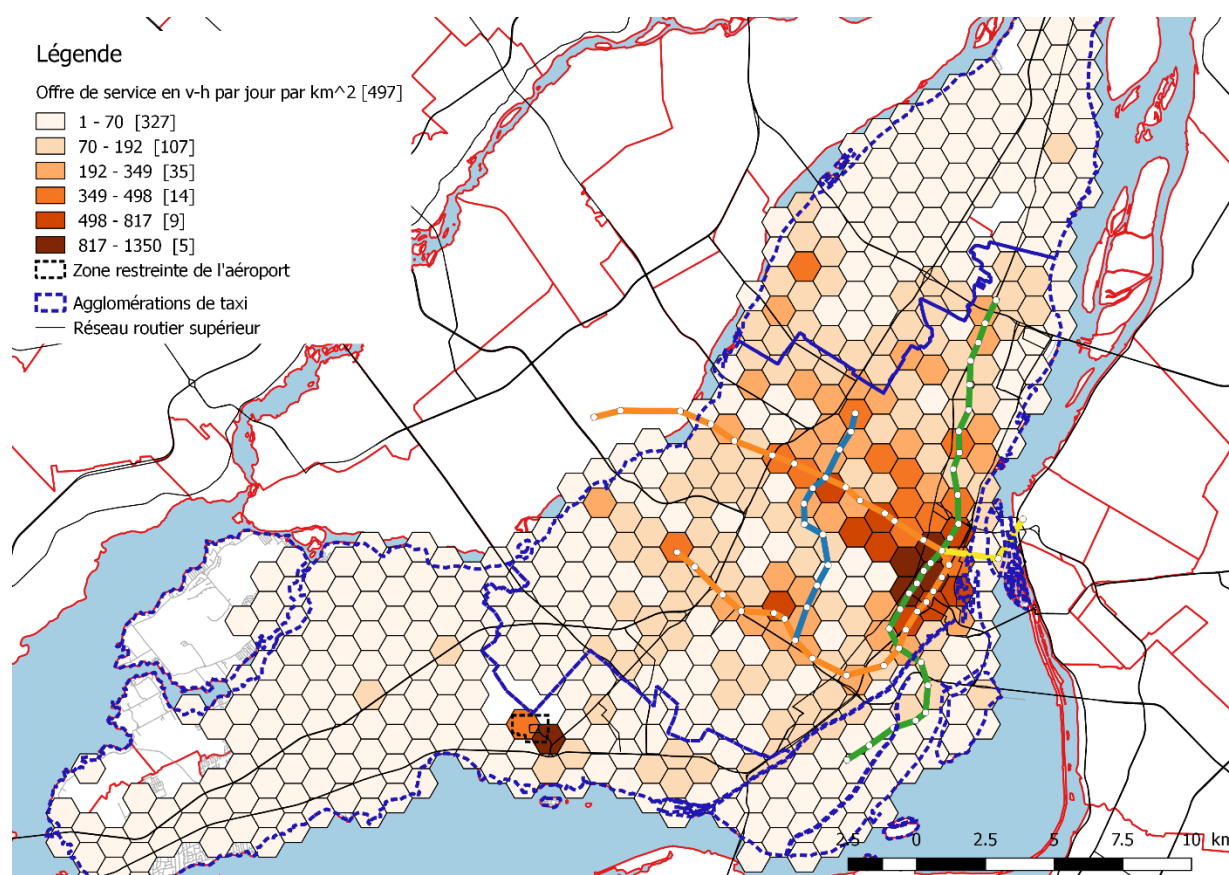 Légende
Offre de service en v-h par jour par km^2 [497]
1 - 70 [327]
70 - 192 [107]
192 - 349 [35]
349 - 498 [14]
498 - 817 [9]
817 - 1350 [5]
Zone restreinte de l'aéroport
Agglomérations de taxi
Réseau routier supérieur
2.5 0 2.5 5 7.5 10 km